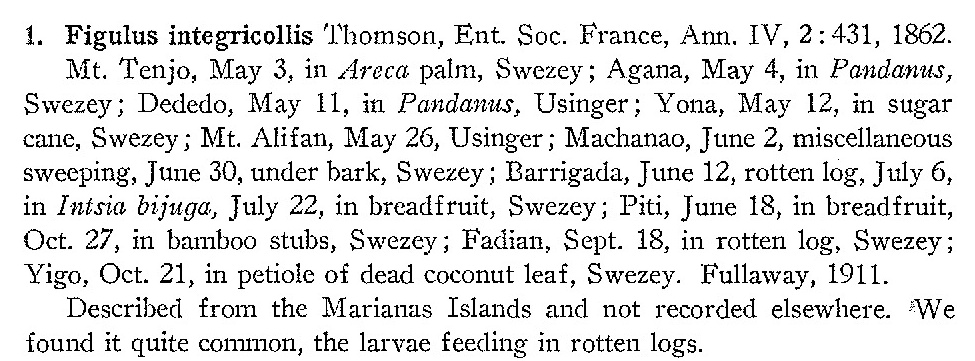 1. Figulus integricollis Thomson, Ent. Soc. France, Ann. IV, 2:431, 1862.
Mt. Tenjo, May 3, in Areca palm, Swezey; Agana, May 4, in Pandanus,
Swezey; Dededo, May 11, in Pandanus, Usinger; Yona, May 12, in sugar
cane, Swezey; Mt. Alifan, May 26, Usinger; Machanao, June 2, miscellaneous
sweeping, June 30, under bark, Swezey; Barrigada, June 12, rotten log, July 6,
in Intsia bijuga, July 22, in breadfruit, Swezey; Piti, June 18, in breadfruit,
Oct. 27, in bamboo stubs, Swezey; Fadian, Sept. 18, in rotten log, Swezey;
Yigo, Oct. 21, in petiole of dead coconut leaf, Swezey. Fullaway, 1911.
Described from the Marianas Islands and not recorded elsewhere. We
found it quite common, the larvae feeding in rotten logs.